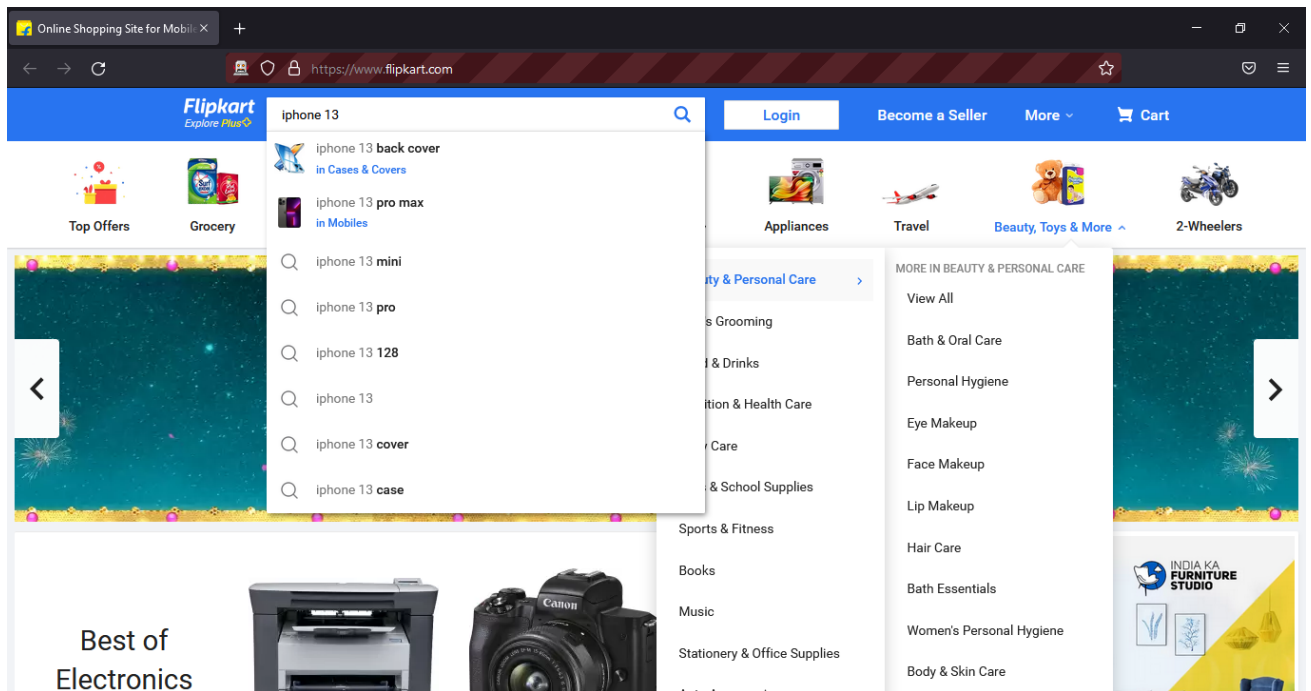 Online Shopping Site for Mobile
https://www.flipkart.com
Flipkart
Explore Plus
iphone 13
Login
Become a Seller
More
Cart
iphone 13 back cover
in Cases & Covers
iphone 13 pro max
in Mobiles
iphone 13 mini
iphone 13 pro
iphone 13 128
iphone 13
iphone 13 cover
iphone 13 case
Top Offers
Grocery
Appliances
Travel
Beauty, Toys & More
2-Wheelers
uty & Personal Care
s Grooming
& Drinks
ition & Health Care
Care
& School Supplies
Sports & Fitness
Books
Music
Stationery & Office Supplies
MORE IN BEAUTY & PERSONAL CARE
View All
Bath & Oral Care
Personal Hygiene
Eye Makeup
Face Makeup
Lip Makeup
Hair Care
Bath Essentials
Women's Personal Hygiene
Body & Skin Care
Best of
Electronics
Canon
INDIA KA
FURNITURE
STUDIO